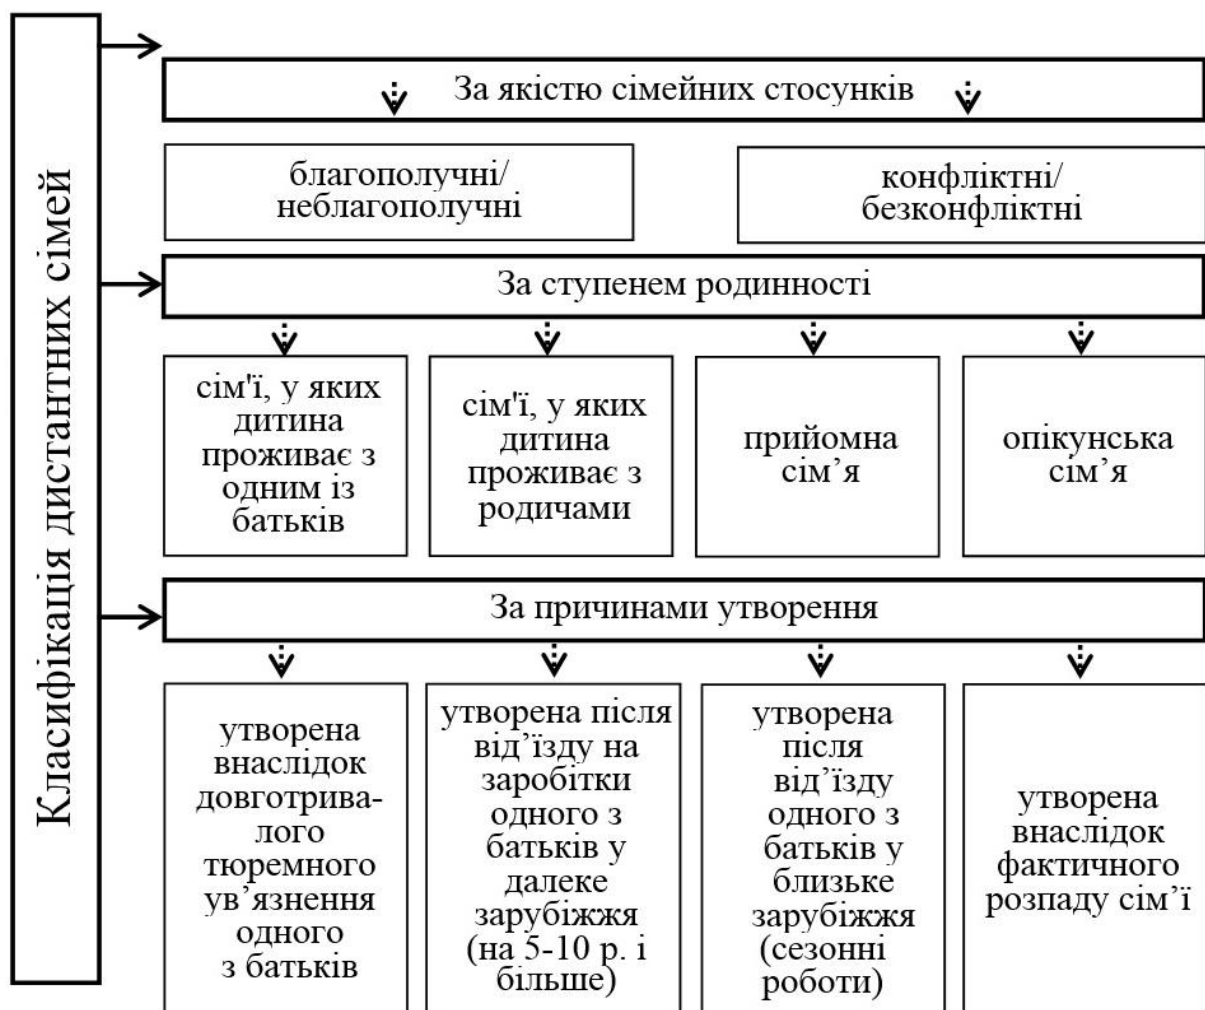 Класифікація дистантних сімей
За якістю сімейних стосунків
благополучні/
неблагополучні
конфліктні/
безконфліктні
За ступенем родинності
сім'ї, у яких
дитина
проживає з
одним із
батьків
сім'ї, у яких
дитина
проживає з
родичами
прийомна
сім’я
опікунська
сім’я
За причинами утворення
утворена
внаслідок
довготрива-
лого
тюремного
ув’язнення
одного
з батьків
утворена після
від’їзду на
заробітки
одного з
батьків у
далеке
зарубіжжя
(на 5-10 р. і
більше)
утворена
після
від’їзду
одного з
батьків у
близьке
зарубіжжя
(сезонні
роботи)
утворена
внаслідок
фактичного
розпаду сім’ї